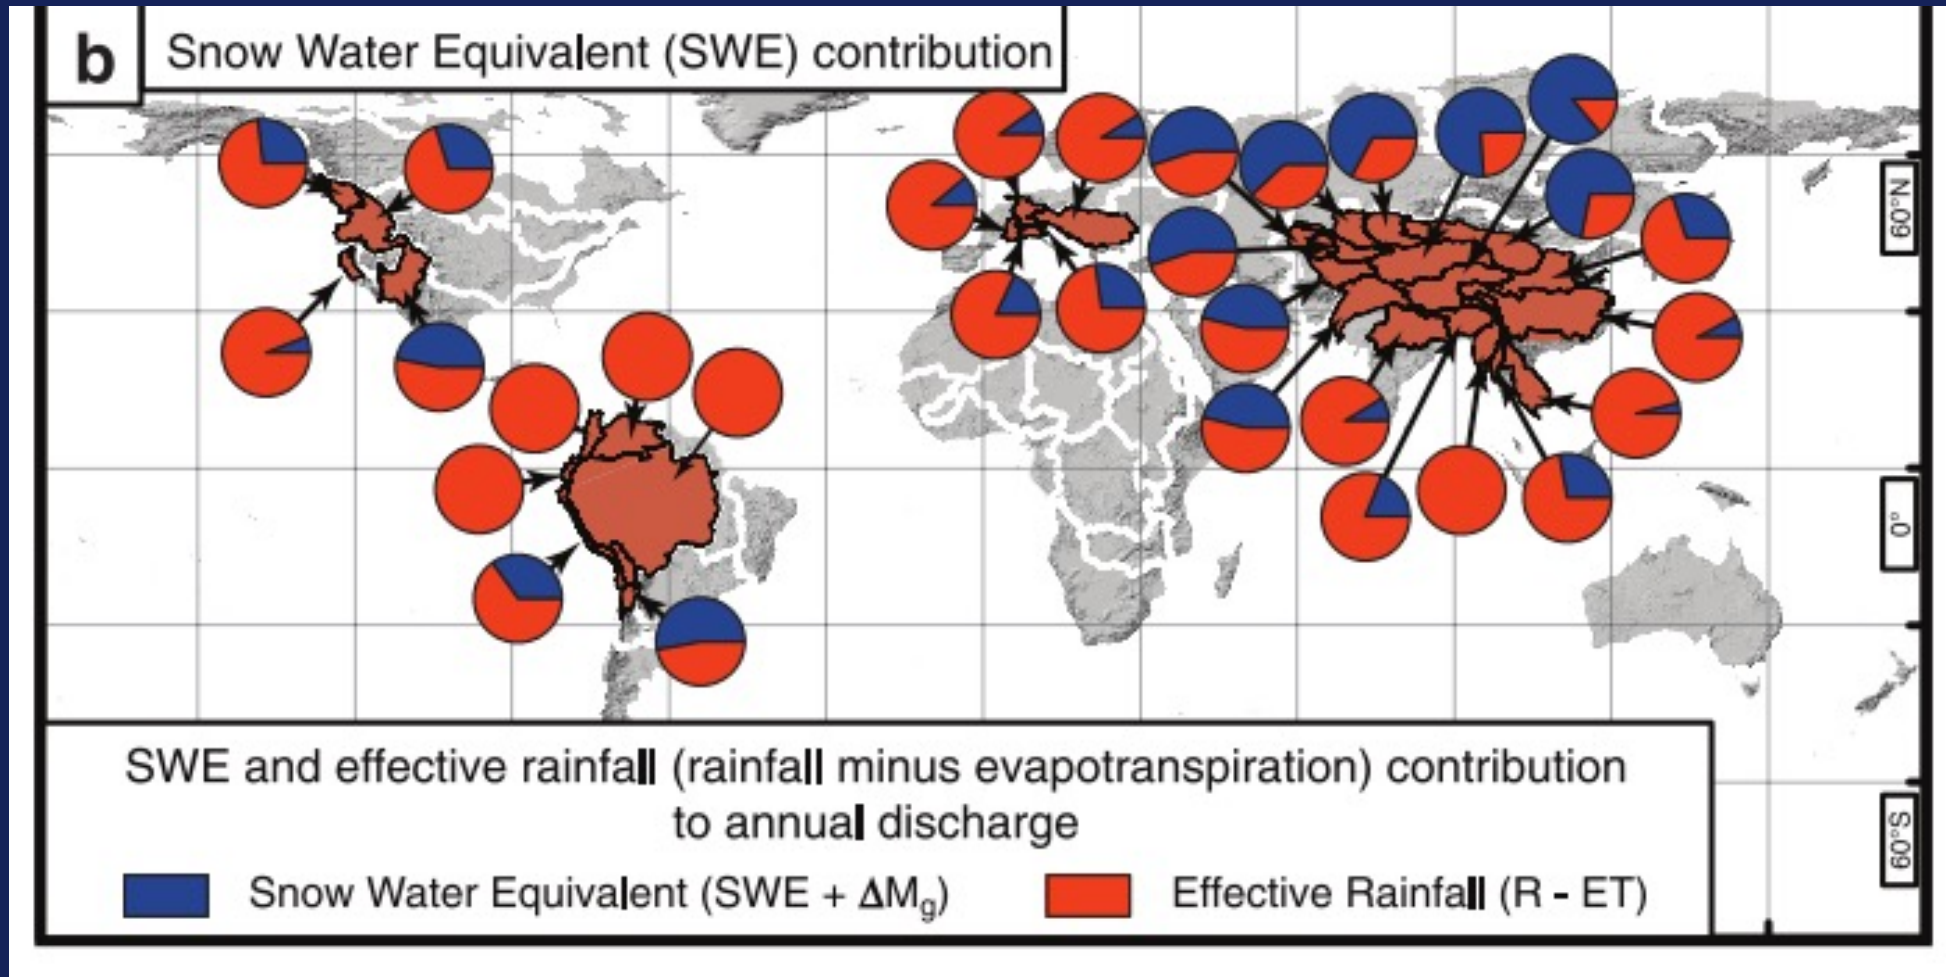 b
Snow Water Equivalent (SWE) contribution
60°N
0°
60°S
SWE and effective rainfall (rainfall minus evapotranspiration) contribution
to annual discharge
Snow Water Equivalent (SWE + ΔMg)
Effective Rainfall (R - ET)